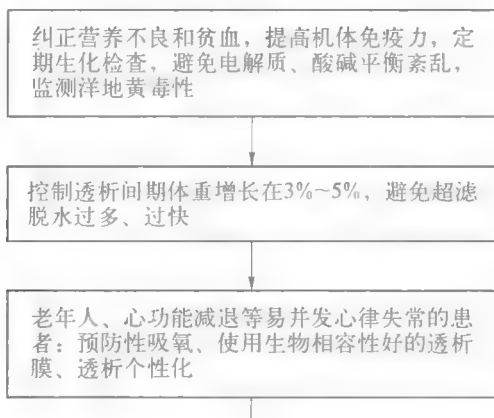 纠正营养不良和贫血，提高机体免疫力，定
期生化检查，避免电解质、酸碱平衡紊乱，
监测洋地黄毒性
控制透析间期体重增长在3%~5%，避免超滤
脱水过多、过快
老年人、心功能减退等易并发心律失常的患
者：预防性吸氧、使用生物相容性好的透析
膜、透析个性化